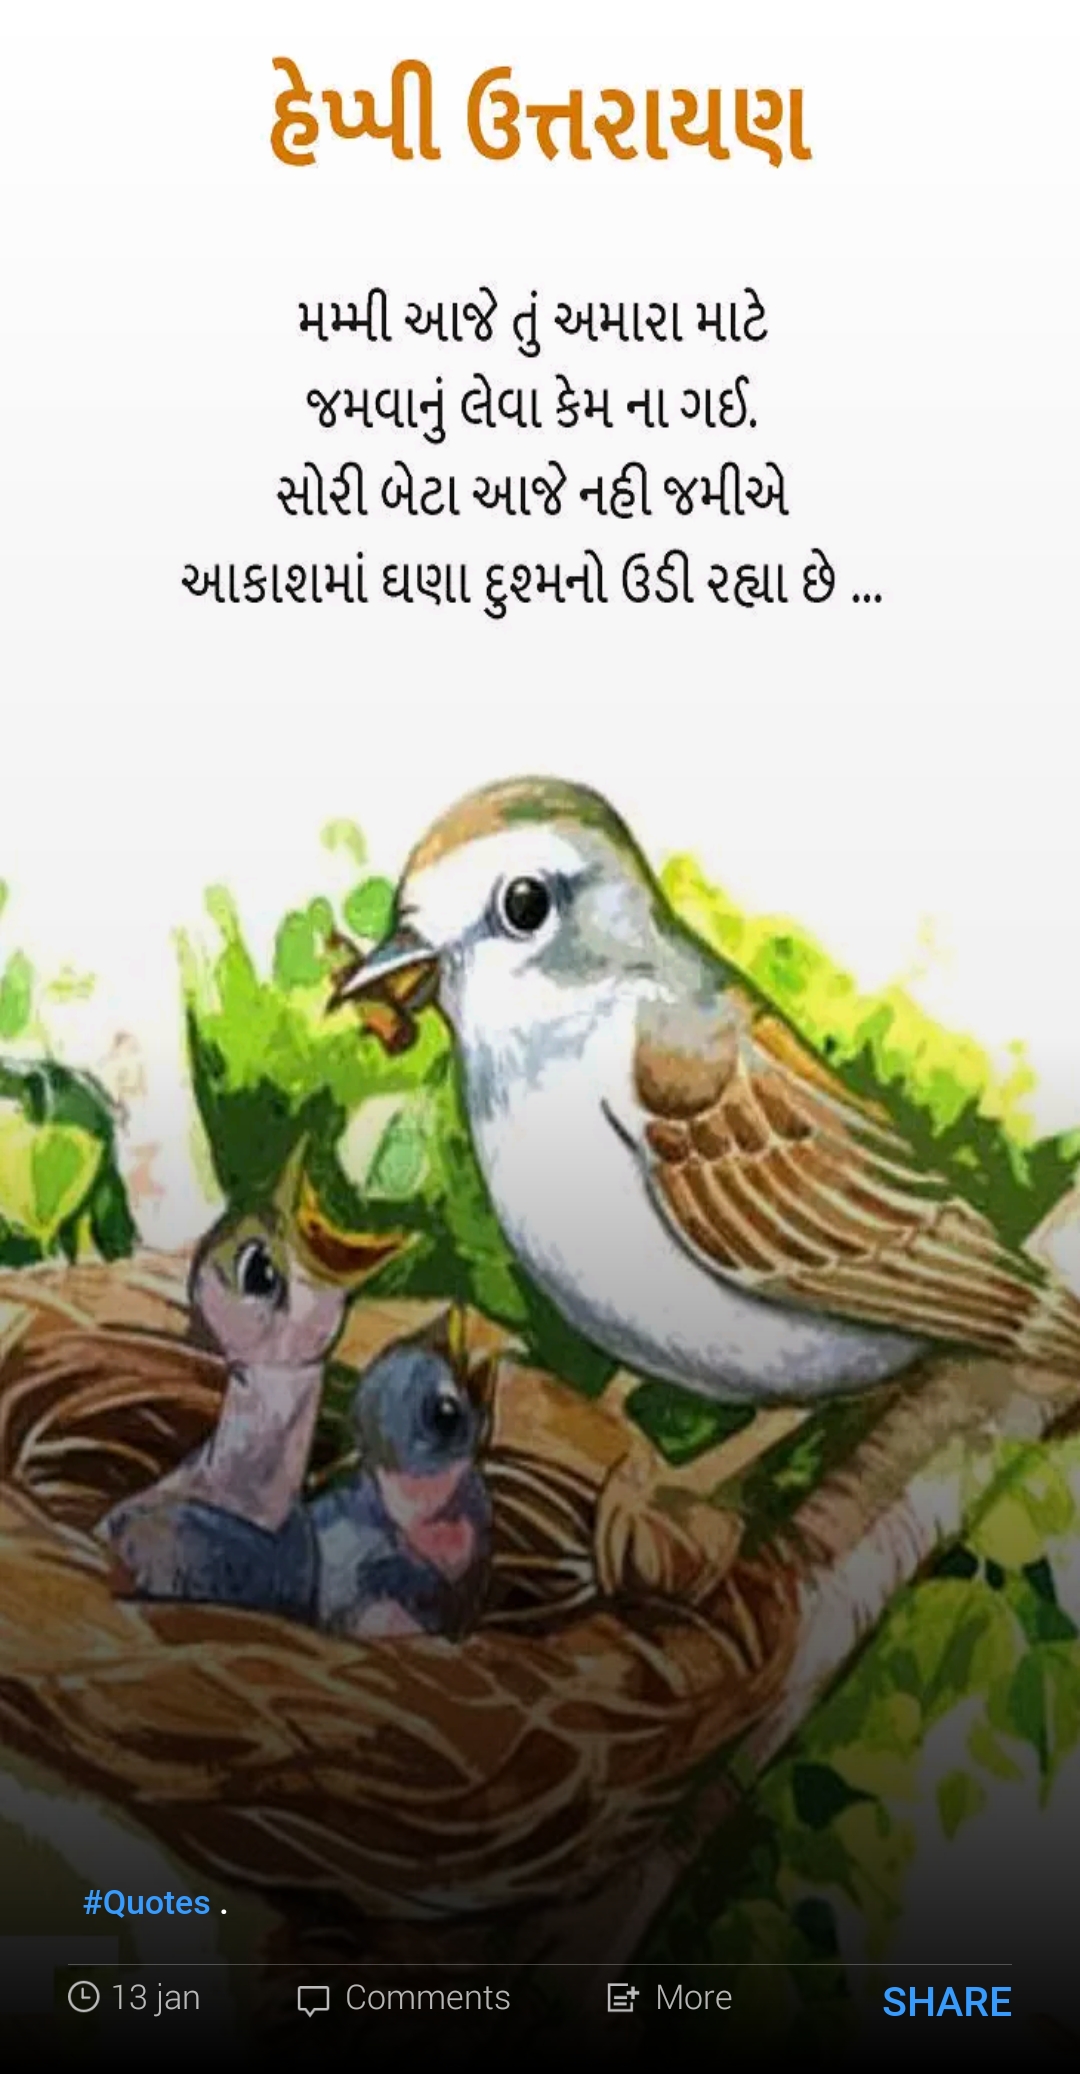 હેપ્પી ઉત્તરાયણ
મમ્મી આજે તું અમારા માટે
જમવાનું લેવા કેમ ના ગઈ.
સોરી બેટા આજે નહી જમીએ
આકાશમાં ઘણા દુશ્મનો ઉડી રહ્યા છે ...
#Quotes .
13 jan Comments More SHARE